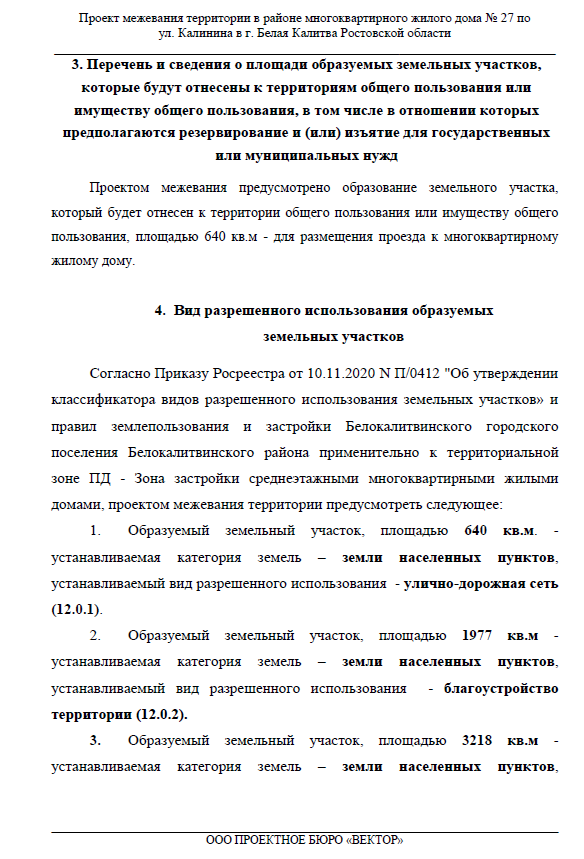 Проект межевания территории в районе многоквартирного жилого дома № 27 по
ул. Калинина в г. Белая Калитва Ростовской области
3. Перечень и сведения о площади образуемых земельных участков,
которые будут отнесены к территориям общего пользования или
имуществу общего пользования, в том числе в отношении которых
предполагаются резервирование и (или) изъятие для государственных
или муниципальных нужд
Проектом межевания предусмотрено образование земельного участка,
который будет отнесен к территории общего пользования или имуществу общего
пользования, площадью 640 кв.м - для размещения проезда к многоквартирному
жилому дому.
4. Вид разрешенного использования образуемых
земельных участков
Согласно Приказу Росреестра от 10.11.2020 N П/0412 "Об утверждении
классификатора видов разрешенного использования земельных участков» и
правил землепользования и застройки Белокалитвинского городского
поселения Белокалитвинского района применительно к территориальной
зоне ПД - Зона застройки среднеэтажными многоквартирными жилыми
домами, проектом межевания территории предусмотреть следующее:
1. Образуемый земельный участок, площадью 640 кв.м. -
устанавливаемая категория земель – земли населенных пунктов,
устанавливаемый вид разрешенного использования - улично-дорожная сеть
(12.0.1).
2. Образуемый земельный участок, площадью 1977 кв.м -
устанавливаемая категория земель – земли населенных пунктов,
устанавливаемый вид разрешенного использования - благоустройство
территории (12.0.2).
3. Образуемый земельный участок, площадью 3218 кв.м -
устанавливаемая категория земель – земли населенных пунктов,
ООО ПРОЕКТНОЕ БЮРО «ВЕКТОР»